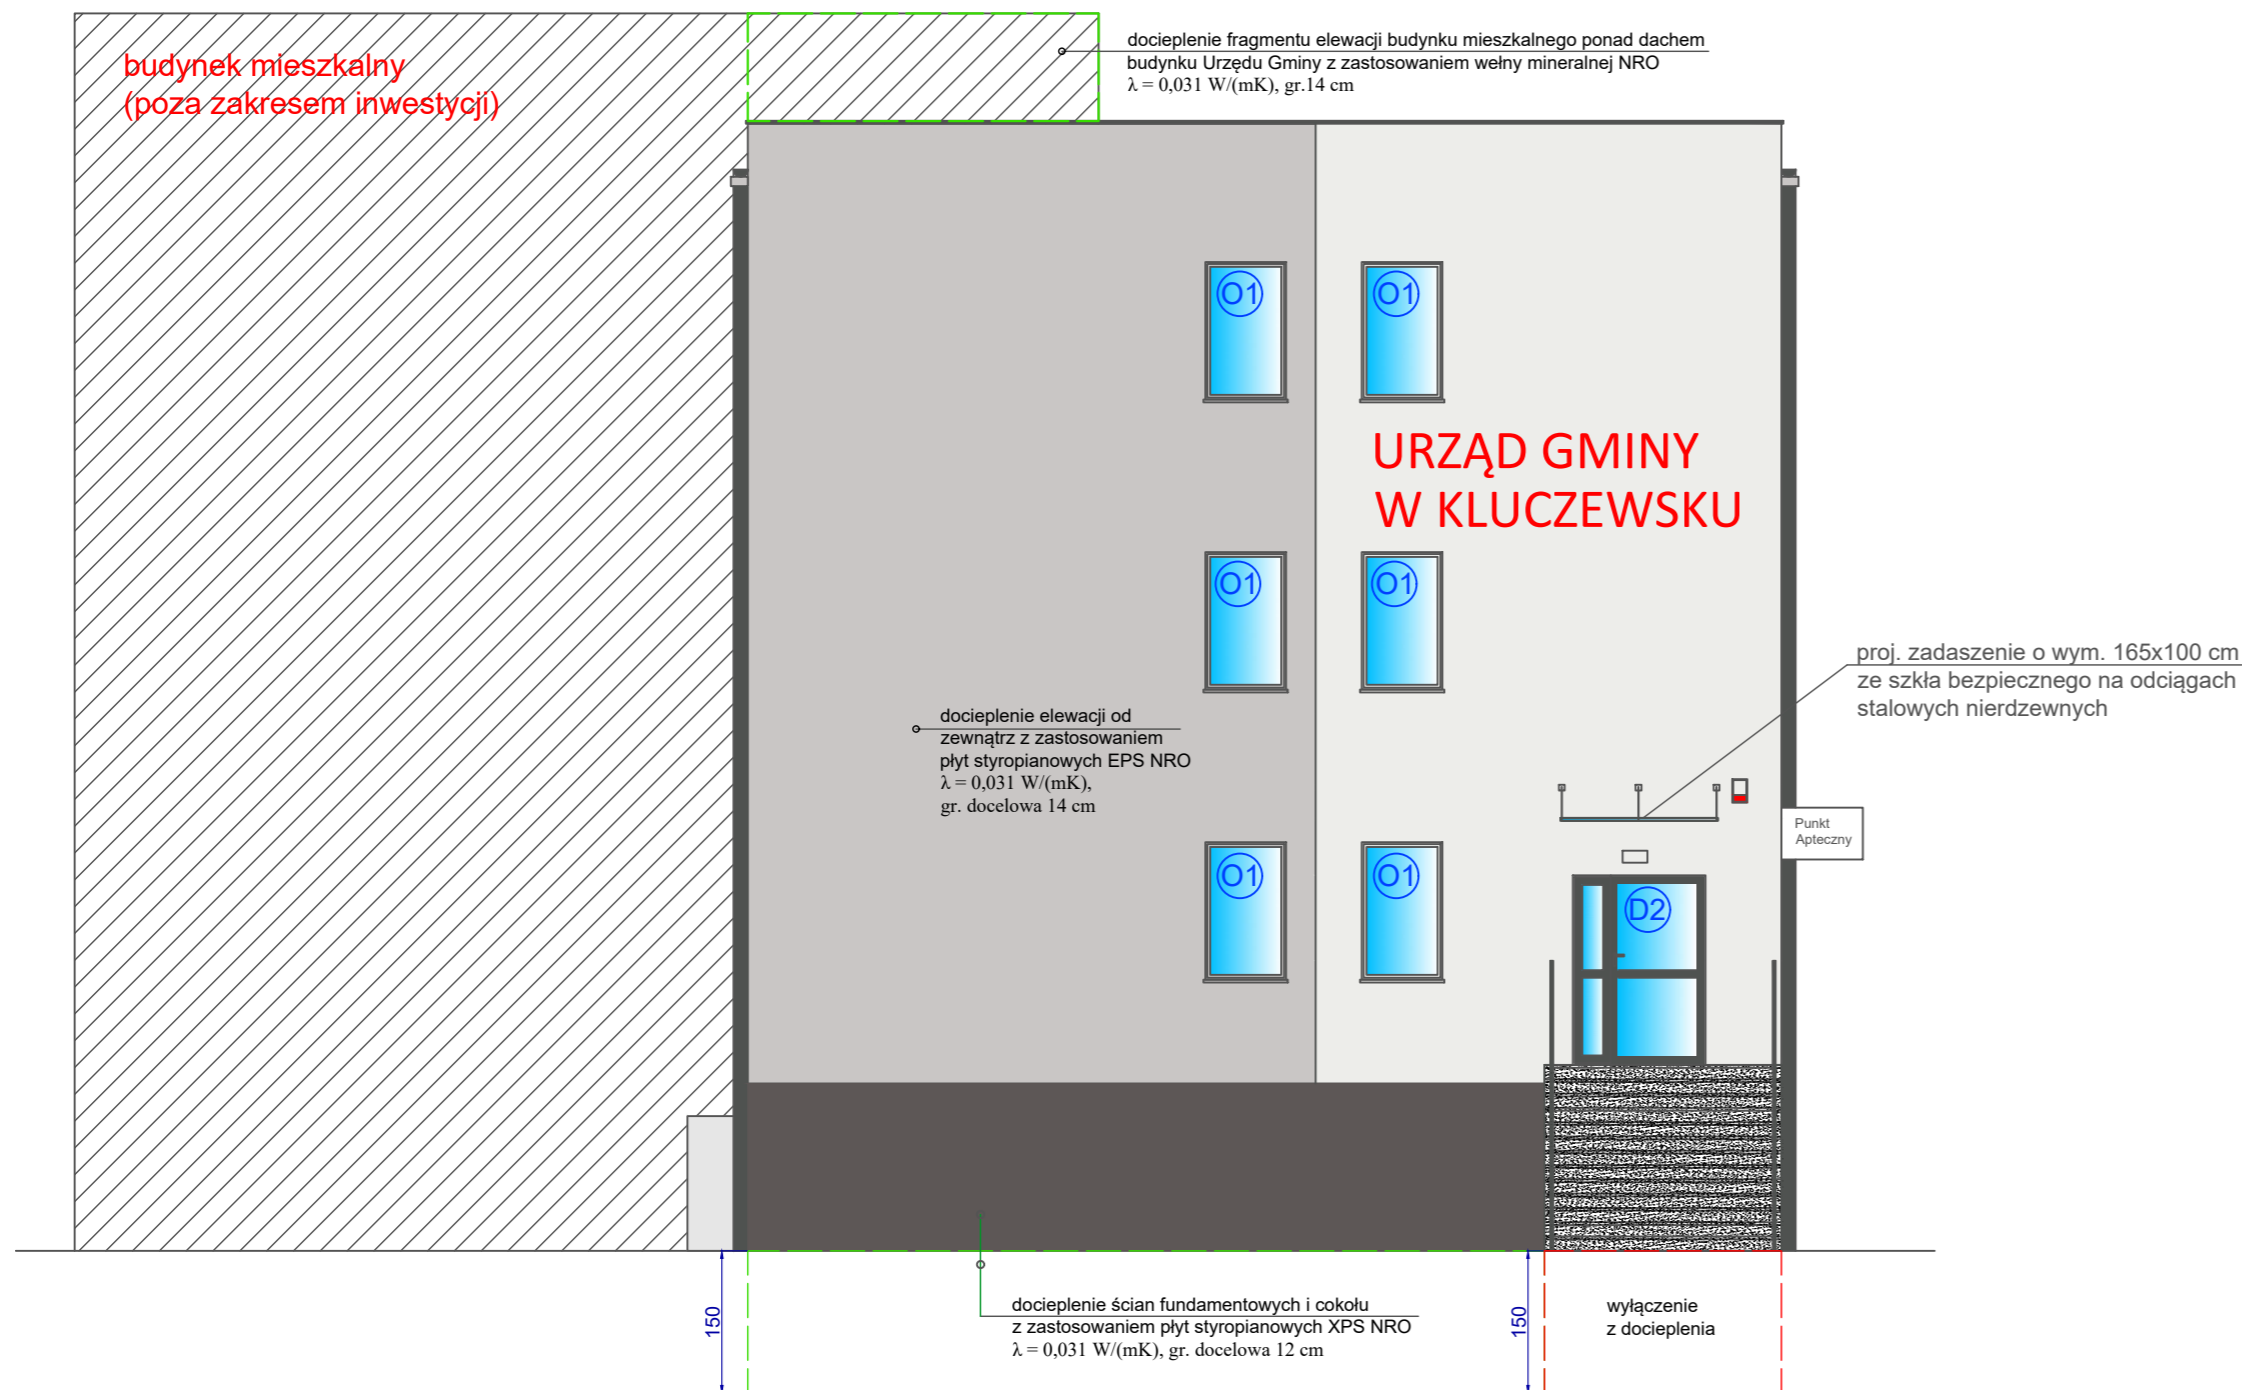 budynek mieszkalny
(poza zakresem inwestycji)
docieplenie fragmentu elewacji budynku mieszkalnego ponad dachem
budynku Urzędu Gminy z zastosowaniem wełny mineralnej NRO
λ = 0,031 W/(mK), gr.14 cm
O1
O1
URZĄD GMINY
W KLUCZEWSKU
O1
O1
proj. zadaszenie o wym. 165x100 cm
ze szkła bezpiecznego na odciągach
stalowych nierdzewnych
docieplenie elewacji od
zewnątrz z zastosowaniem
płyt styropianowych EPS NRO
λ = 0,031 W/(mK),
gr. docelowa 14 cm
Punkt
Apteczny
O1
O1
D2
150
docieplenie ścian fundamentowych i cokołu
z zastosowaniem płyt styropianowych XPS NRO
λ = 0,031 W/(mK), gr. docelowa 12 cm
150
wyłączenie
z docieplenia